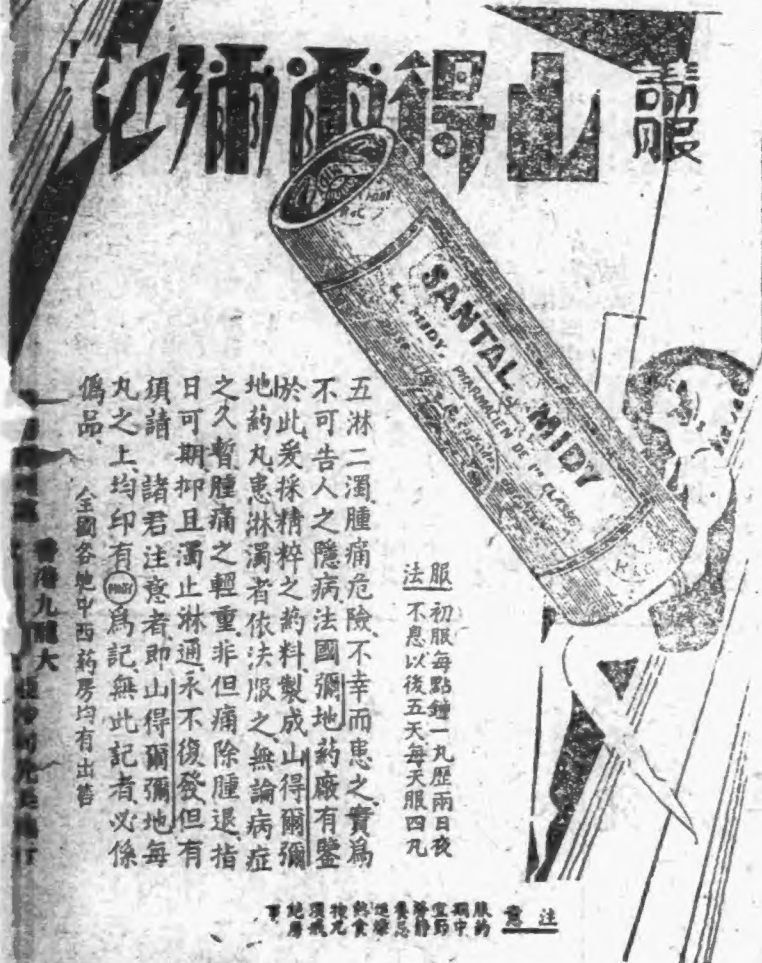 請服
山得爾彌地
SANTAL MIDY
L. MIDY, PHARMACIEN DE 1re CLASSE
H&C
服法
初服每點鐘一丸歷兩日夜
不息以後五天每天服四丸
五淋二濁腫痛危險、不幸而患之、實爲
不可告人之隱病法國彌地葯廠有鑒
於此爰採精粹之葯料製成山得爾彌
地葯丸患淋濁者依法服之、無論病症
之久暫腫痛之輕重非但痛除腫退、指
日可期抑且濁止淋通、永不復發但有
須請 諸君注意者、即山得爾彌地每
丸之上、均印有MIDY爲記無此記者、必係
僞品、
全國各地中西葯房均有出售
香港九龍大
注意
服葯
期中